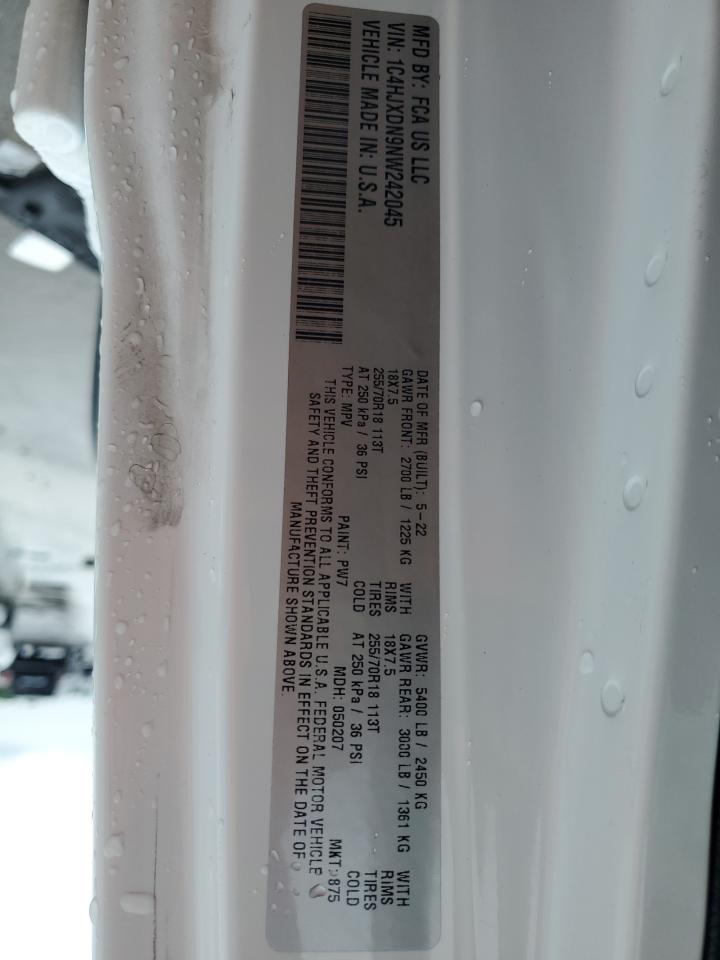 MFD BY: FCA US LLC
VIN: 1C4HJXDN9NW242045
VEHICLE MADE IN: U.S.A.
DATE OF MFR (BUILT): 5-22 GVWR: 5400 LB / 2450 KG
GAWR FRONT: 2700 LB / 1225 KG WITH GAWR REAR: 3000 LB / 1361 KG WITH
18X7.5 RIMS 18X7.5 RIMS
255/70R18 113T TIRES 255/70R18 113T TIRES
AT 250 kPa / 36 PSI COLD AT 250 kPa / 36 PSI COLD
TYPE: MPV PAINT: PW7 MDH: 050207 MKT: 875
THIS VEHICLE CONFORMS TO ALL APPLICABLE U.S.A. FEDERAL MOTOR VEHICLE
SAFETY AND THEFT PREVENTION STANDARDS IN EFFECT ON THE DATE OF
MANUFACTURE SHOWN ABOVE.